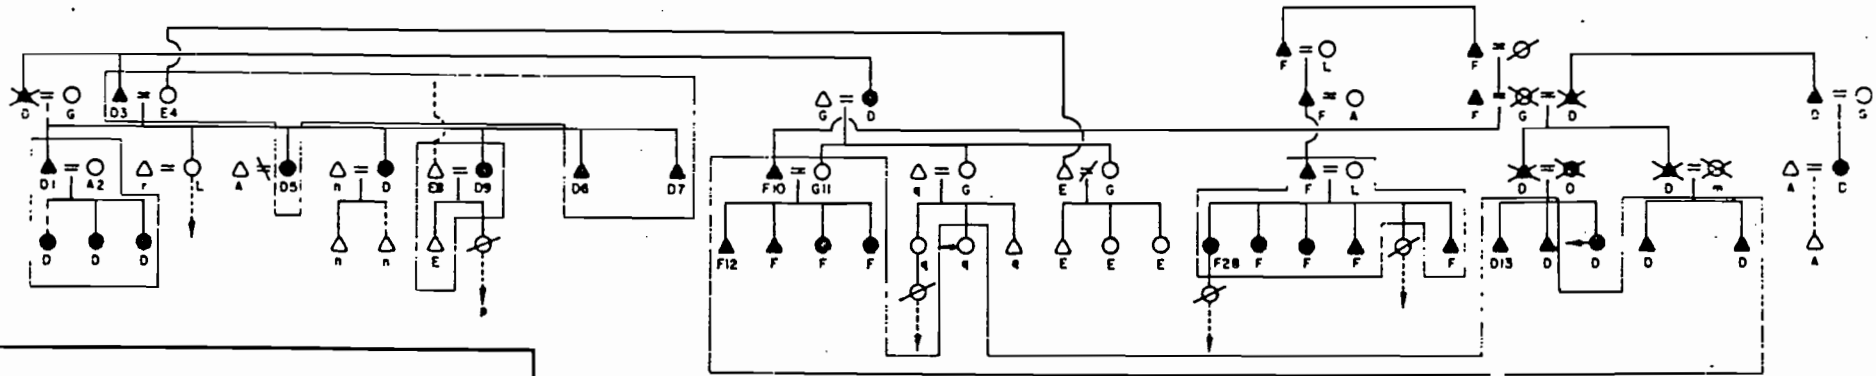 F L F
D G D3 E4 G D F A F G D D G
D1 A2 r L A D5 n D E8 D9 D6 D7 F10 G11 q G E G F L D D D m A C
D D D n n E F12 F F F q q q E E E F28 F F F F D13 D D D D A
P